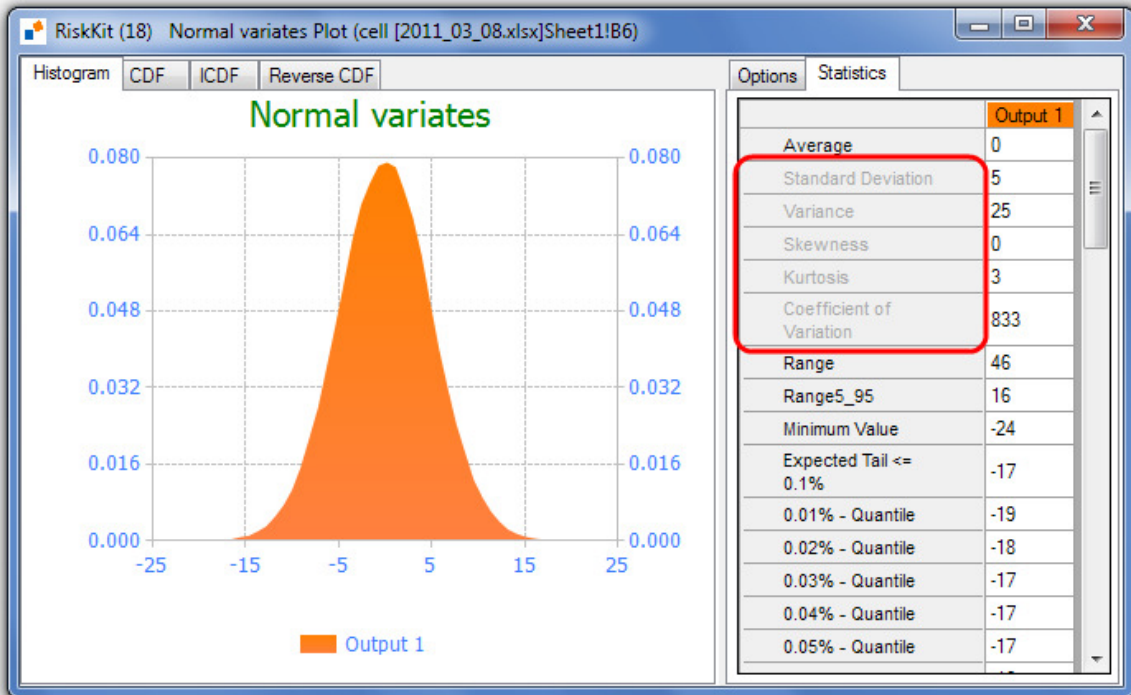 RiskKit (18) Normal variates Plot (cell [2011_03_08.xlsx]Sheet1!B6)
Histogram CDF ICDF Reverse CDF
Normal variates
0.080 0.080
0.064 0.064
0.048 0.048
0.032 0.032
0.016 0.016
0.000 0.000
-25 -15 -5 5 15 25
Output 1
Options Statistics
Output 1
Average 0
Standard Deviation 5
Variance 25
Skewness 0
Kurtosis 3
Coefficient of
Variation 833
Range 46
Range5_95 16
Minimum Value -24
Expected Tail <=
0.1% -17
0.01% - Quantile -19
0.02% - Quantile -18
0.03% - Quantile -17
0.04% - Quantile -17
0.05% - Quantile -17